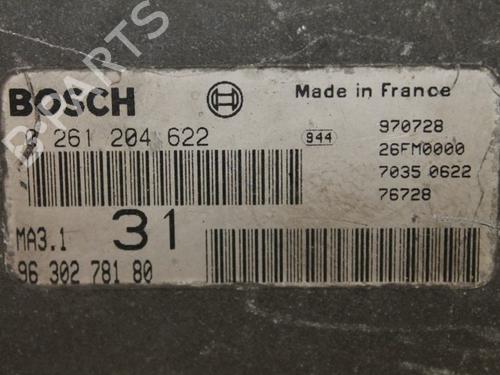 B-PARTS
BOSCH
Made in France
0 261 204 622
944
970728
26FM0000
7035 0622
76728
MA3.1
31
96 302 781 80